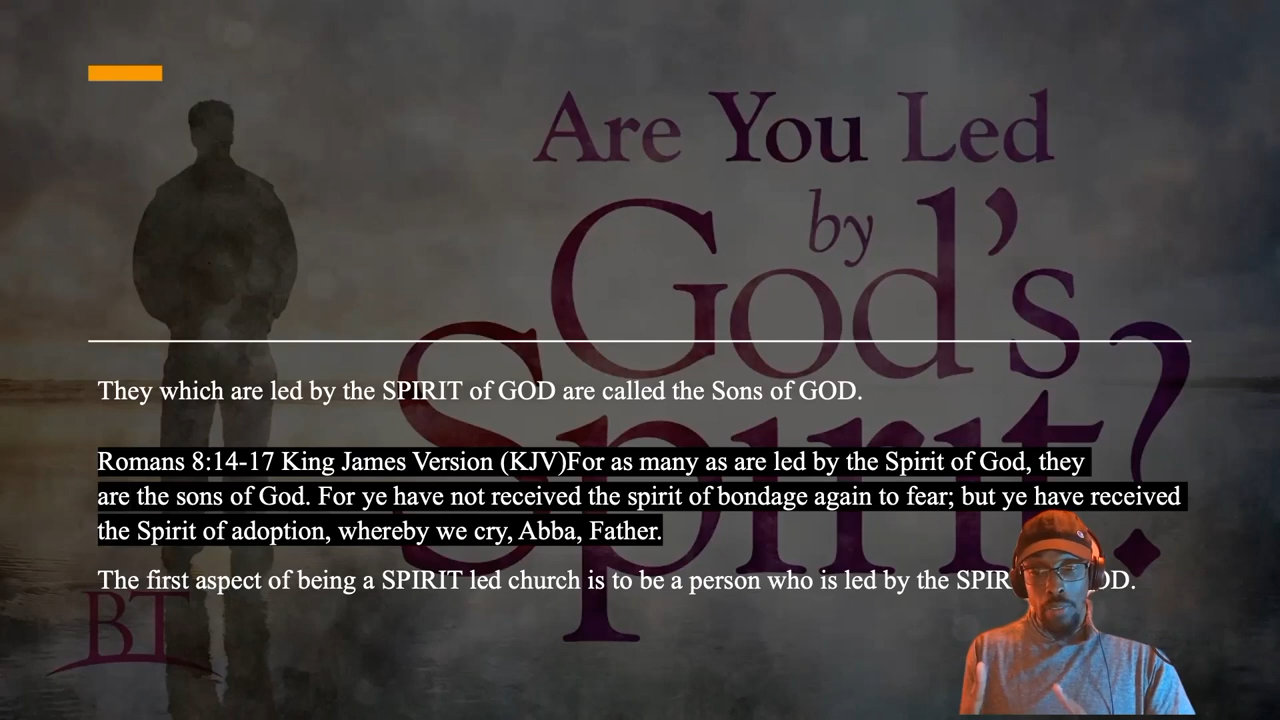 Are You Led
by
God's
Spirit?
They which are led by the SPIRIT of GOD are called the Sons of GOD.
Romans 8:14-17 King James Version (KJV)For as many as are led by the Spirit of God, they
are the sons of God. For ye have not received the spirit of bondage again to fear; but ye have received
the Spirit of adoption, whereby we cry, Abba, Father.
The first aspect of being a SPIRIT led church is to be a person who is led by the
BT